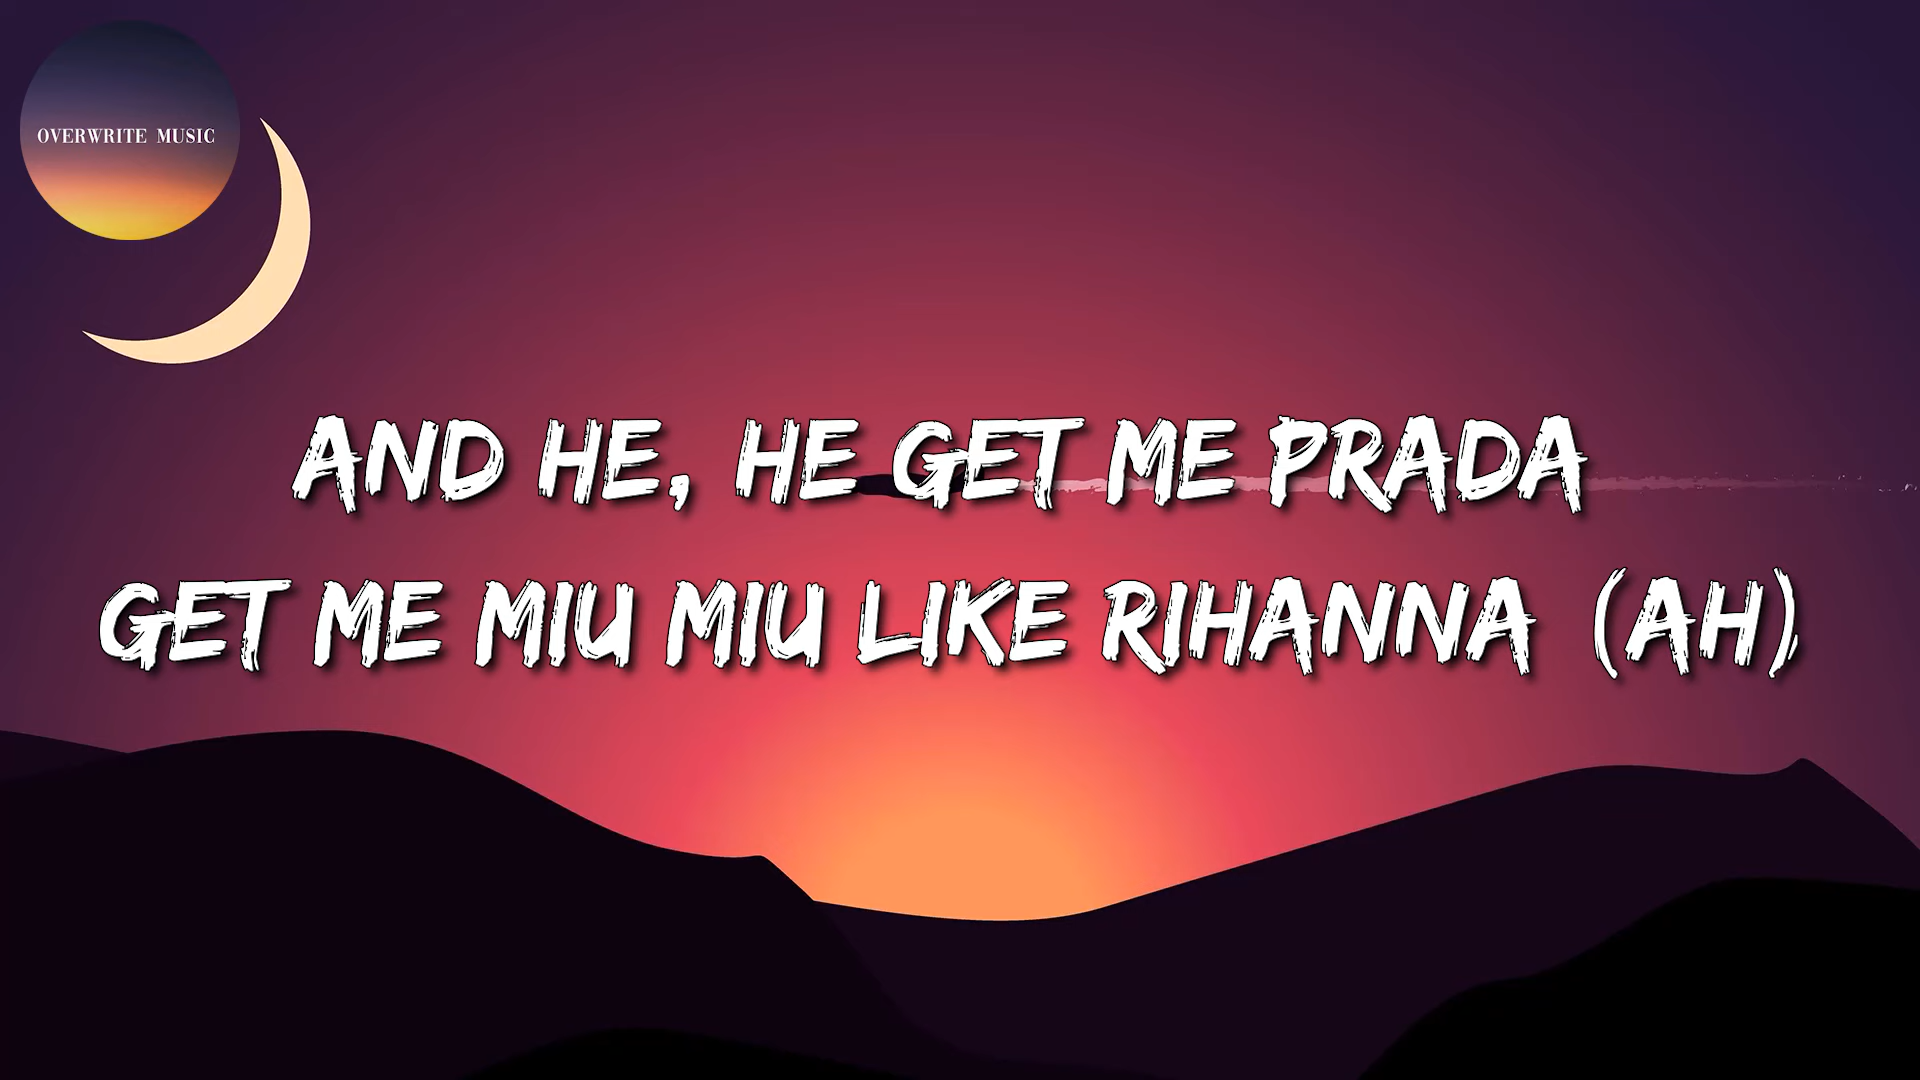 OVERWRITE MUSIC
AND HE, HE GET ME PRADA
GET ME MIU MIU LIKE RIHANNA (AH)